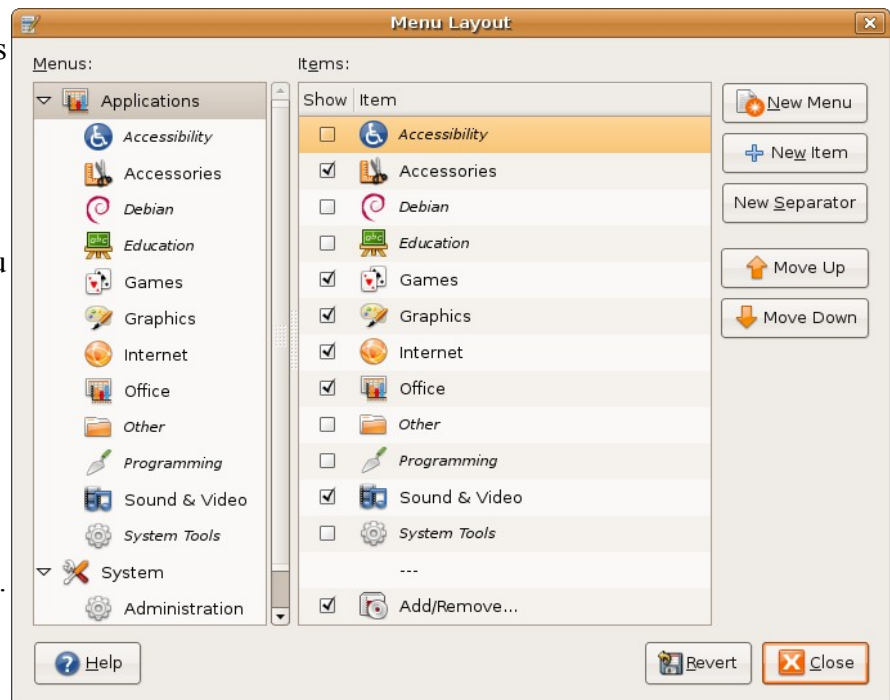 Menu Layout
s
Menus:
Applications
Accessibility
Accessories
Debian
Education
Games
Graphics
Internet
Office
Other
Programming
Sound & Video
System Tools
System
Administration
u
.
Items:
Show Item
Accessibility
Accessories
Debian
Education
Games
Graphics
Internet
Office
Other
Programming
Sound & Video
System Tools
---
Add/Remove...
New Menu
New Item
New Separator
Move Up
Move Down
Help
Revert
Close